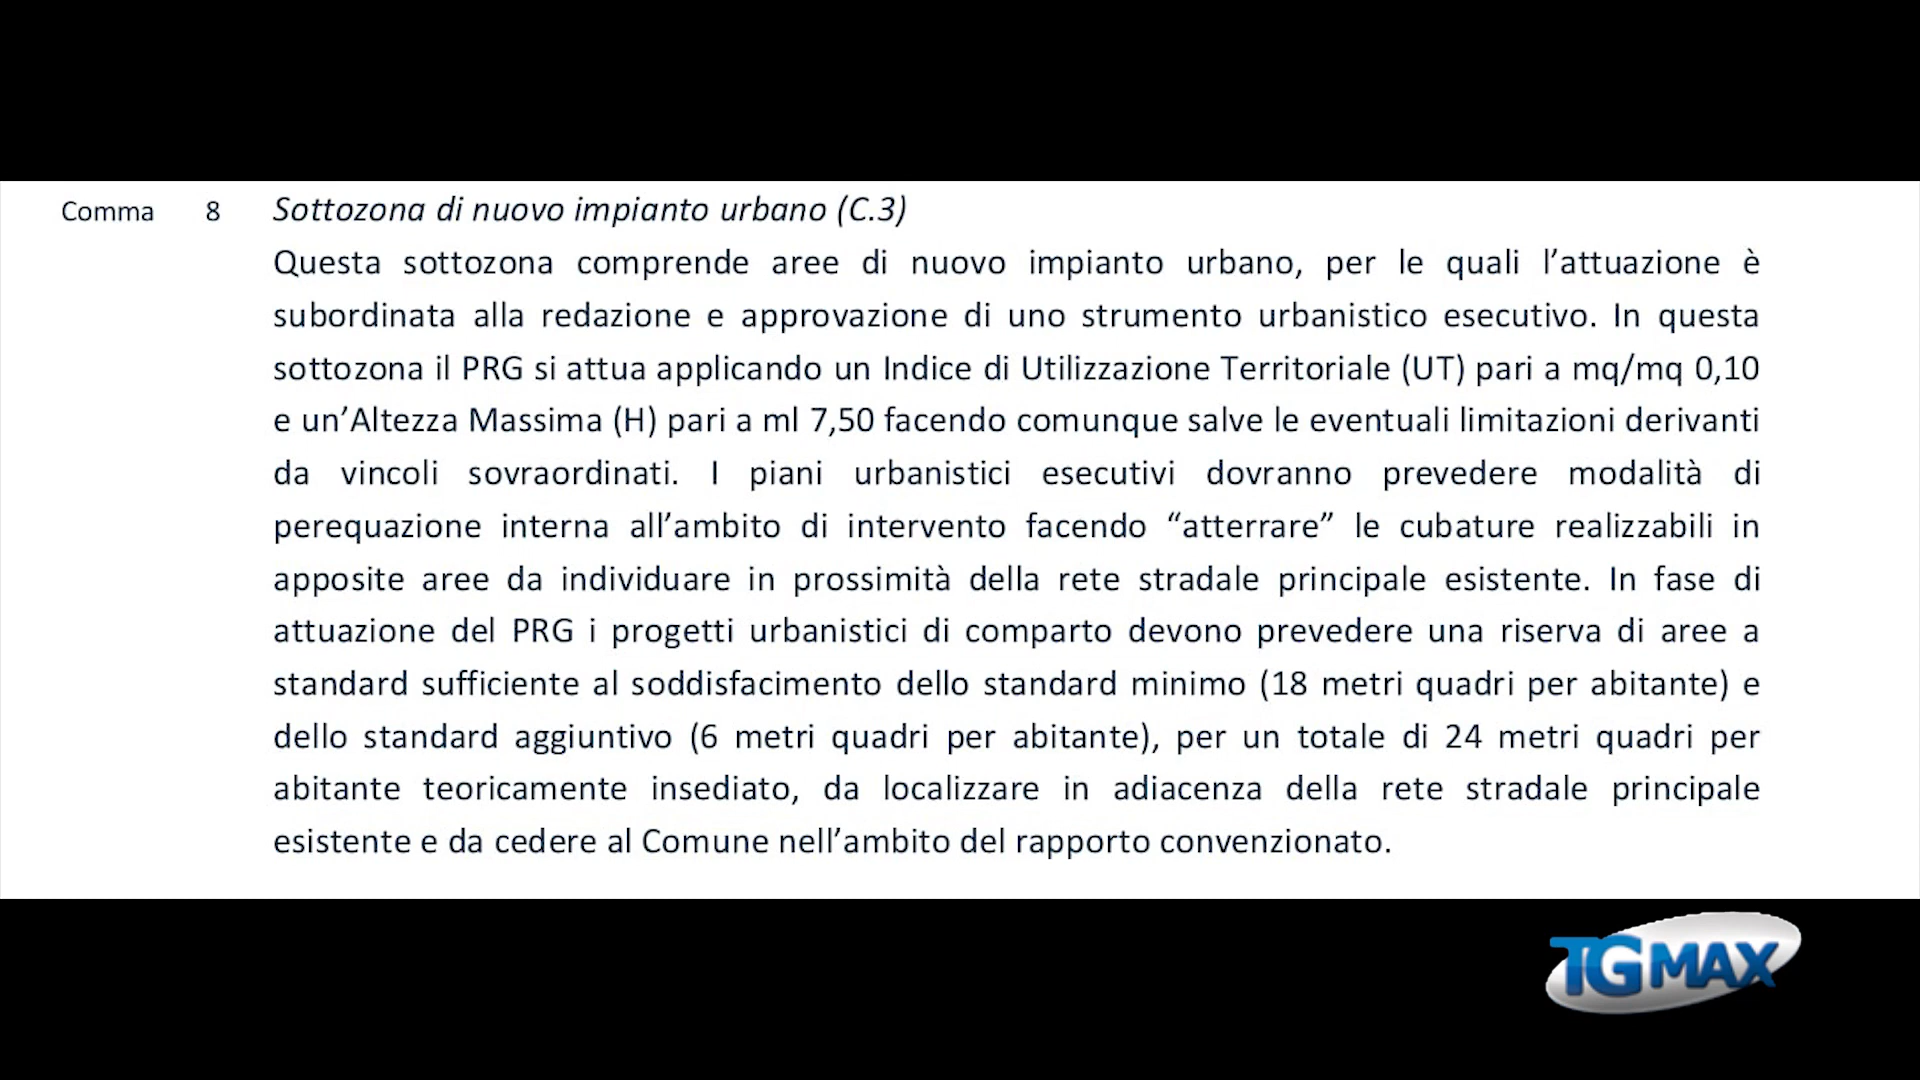 Comma 8 Sottozona di nuovo impianto urbano (C.3)
Questa sottozona comprende aree di nuovo impianto urbano, per le quali l’attuazione è
subordinata alla redazione e approvazione di uno strumento urbanistico esecutivo. In questa
sottozona il PRG si attua applicando un Indice di Utilizzazione Territoriale (UT) pari a mq/mq 0,10
e un’Altezza Massima (H) pari a ml 7,50 facendo comunque salve le eventuali limitazioni derivanti
da vincoli sovraordinati. I piani urbanistici esecutivi dovranno prevedere modalità di
perequazione interna all’ambito di intervento facendo “atterrare” le cubature realizzabili in
apposite aree da individuare in prossimità della rete stradale principale esistente. In fase di
attuazione del PRG i progetti urbanistici di comparto devono prevedere una riserva di aree a
standard sufficiente al soddisfacimento dello standard minimo (18 metri quadri per abitante) e
dello standard aggiuntivo (6 metri quadri per abitante), per un totale di 24 metri quadri per
abitante teoricamente insediato, da localizzare in adiacenza della rete stradale principale
esistente e da cedere al Comune nell’ambito del rapporto convenzionato.
TGMAX